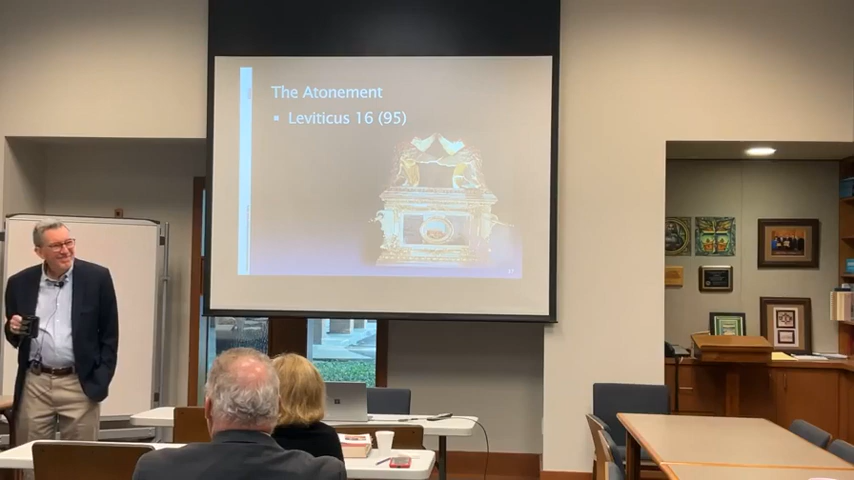 The Atonement
▪ Leviticus 16 (95)